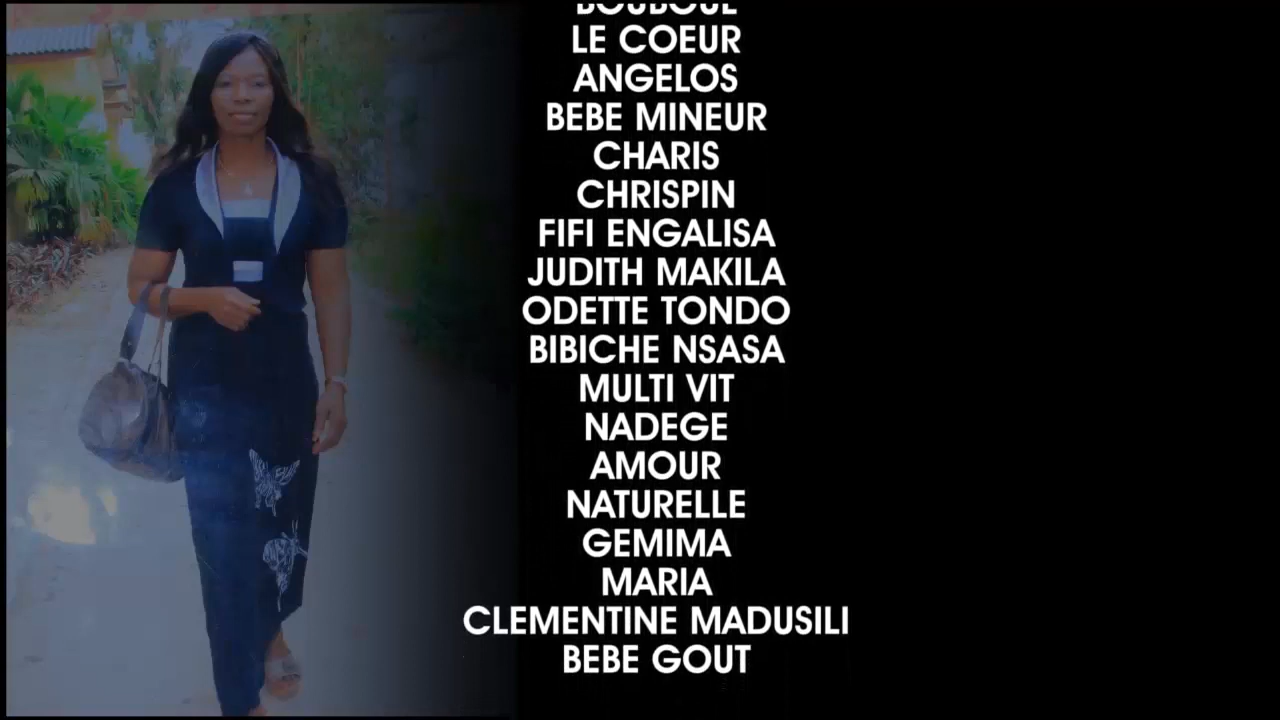 LE COEUR
ANGELOS
BEBE MINEUR
CHARIS
CHRISPIN
FIFI ENGALISA
JUDITH MAKILA
ODETTE TONDO
BIBICHE NSASA
MULTI VIT
NADEGE
AMOUR
NATURELLE
GEMIMA
MARIA
CLEMENTINE MADUSILI
BEBE GOUT